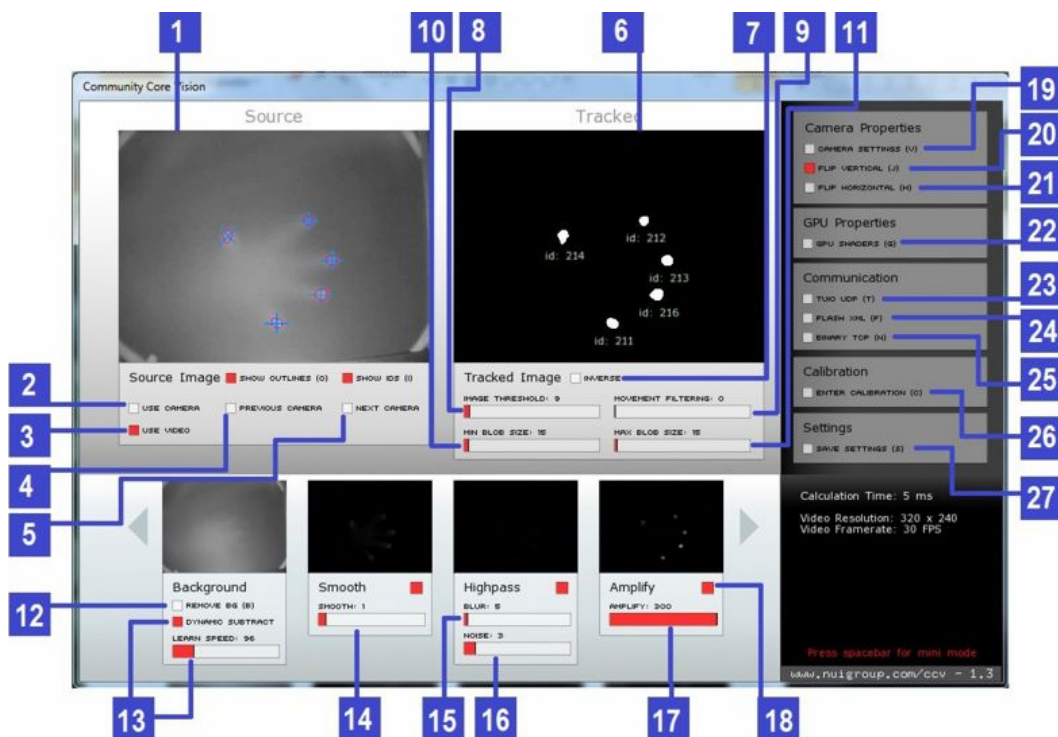 1
10
8
6
7
9
11
Community Core Vision
Source
Tracked
19
20
21
22
23
24
25
26
27
id: 212
id: 214
id: 213
id: 216
id: 211
Camera Properties
CAMERA SETTINGS (V)
FLIP VERTICAL (J)
FLIP HORIZONTAL (H)
GPU Properties
GPU SHADERS (G)
Communication
TUIO UDP (T)
FLASH XML (F)
BINARY TCP (N)
Calibration
ENTER CALIBRATION (C)
Settings
SAVE SETTINGS (S)
2
3
4
5
Source Image
SHOW OUTLINES (O)
SHOW IDS (I)
USE CAMERA
PREVIOUS CAMERA
NEXT CAMERA
USE VIDEO
Tracked Image
INVERSE
IMAGE THRESHOLD: 9
MOVEMENT FILTERING: 0
MIN BLOB SIZE: 15
MAX BLOB SIZE: 15
Calculation Time: 5 ms
Video Resolution: 320 x 240
Video Framerate: 30 FPS
Press spacebar for mini mode
www.nuigroup.com/ccv - 1.3
Background
REMOVE BG (B)
DYNAMIC SUBTRACT
LEARN SPEED: 96
Smooth
SMOOTH: 1
Highpass
BLUR: 5
NOISE: 3
Amplify
AMPLIFY: 300
12
13
14
15
16
17
18